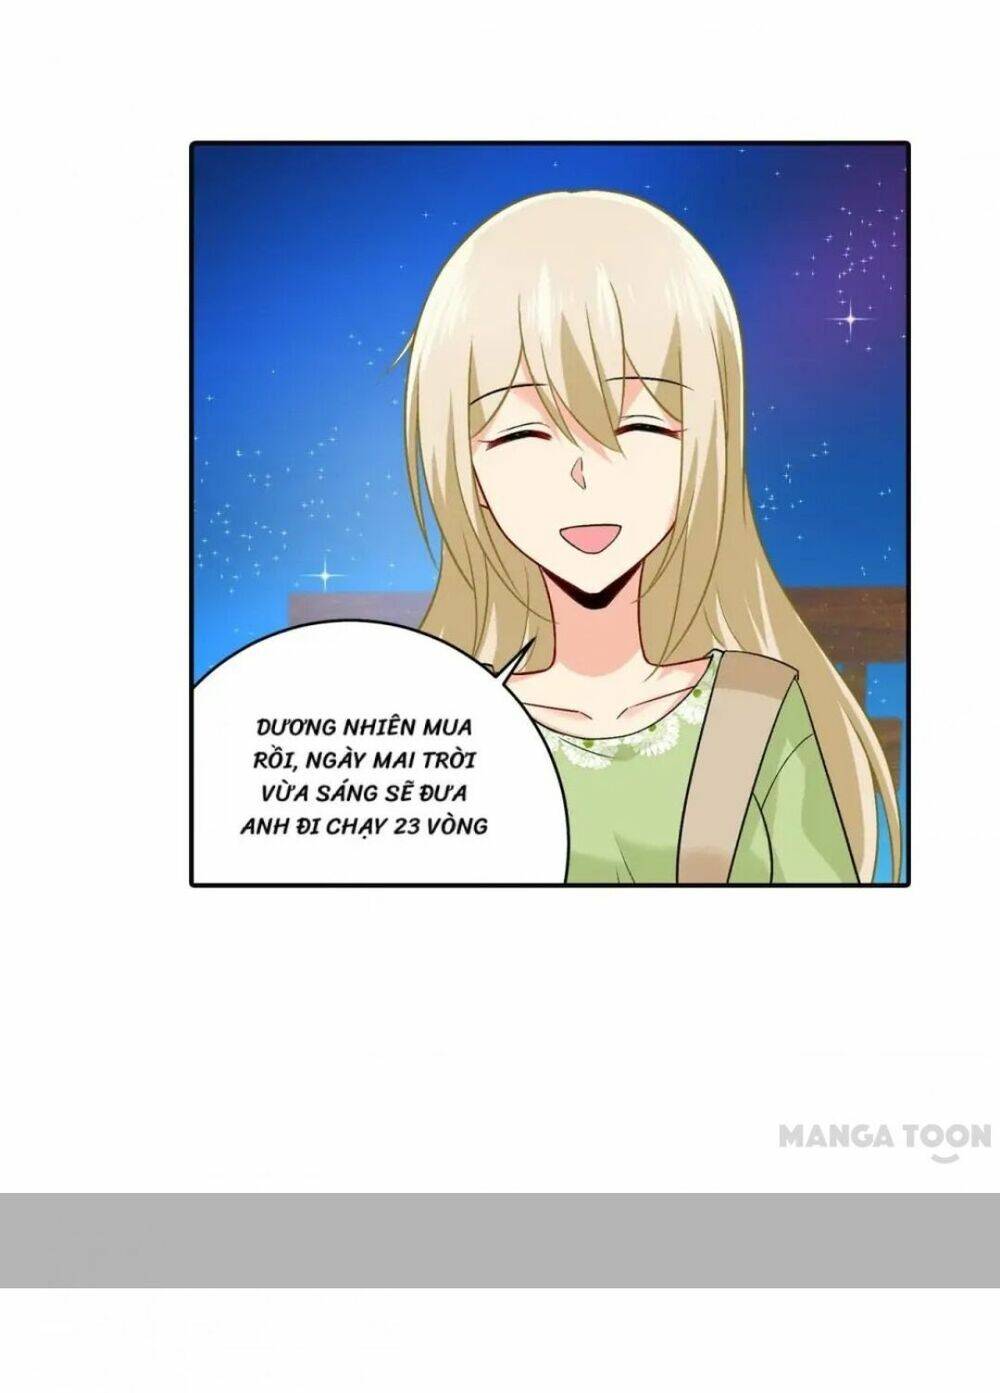 DƯƠNG NHIÊN MUA
RỒI, NGÀY MAI TRỜI
VỪA SÁNG SẼ ĐƯA
ANH ĐI CHẠY 23 VÒNG
MANGA TOON